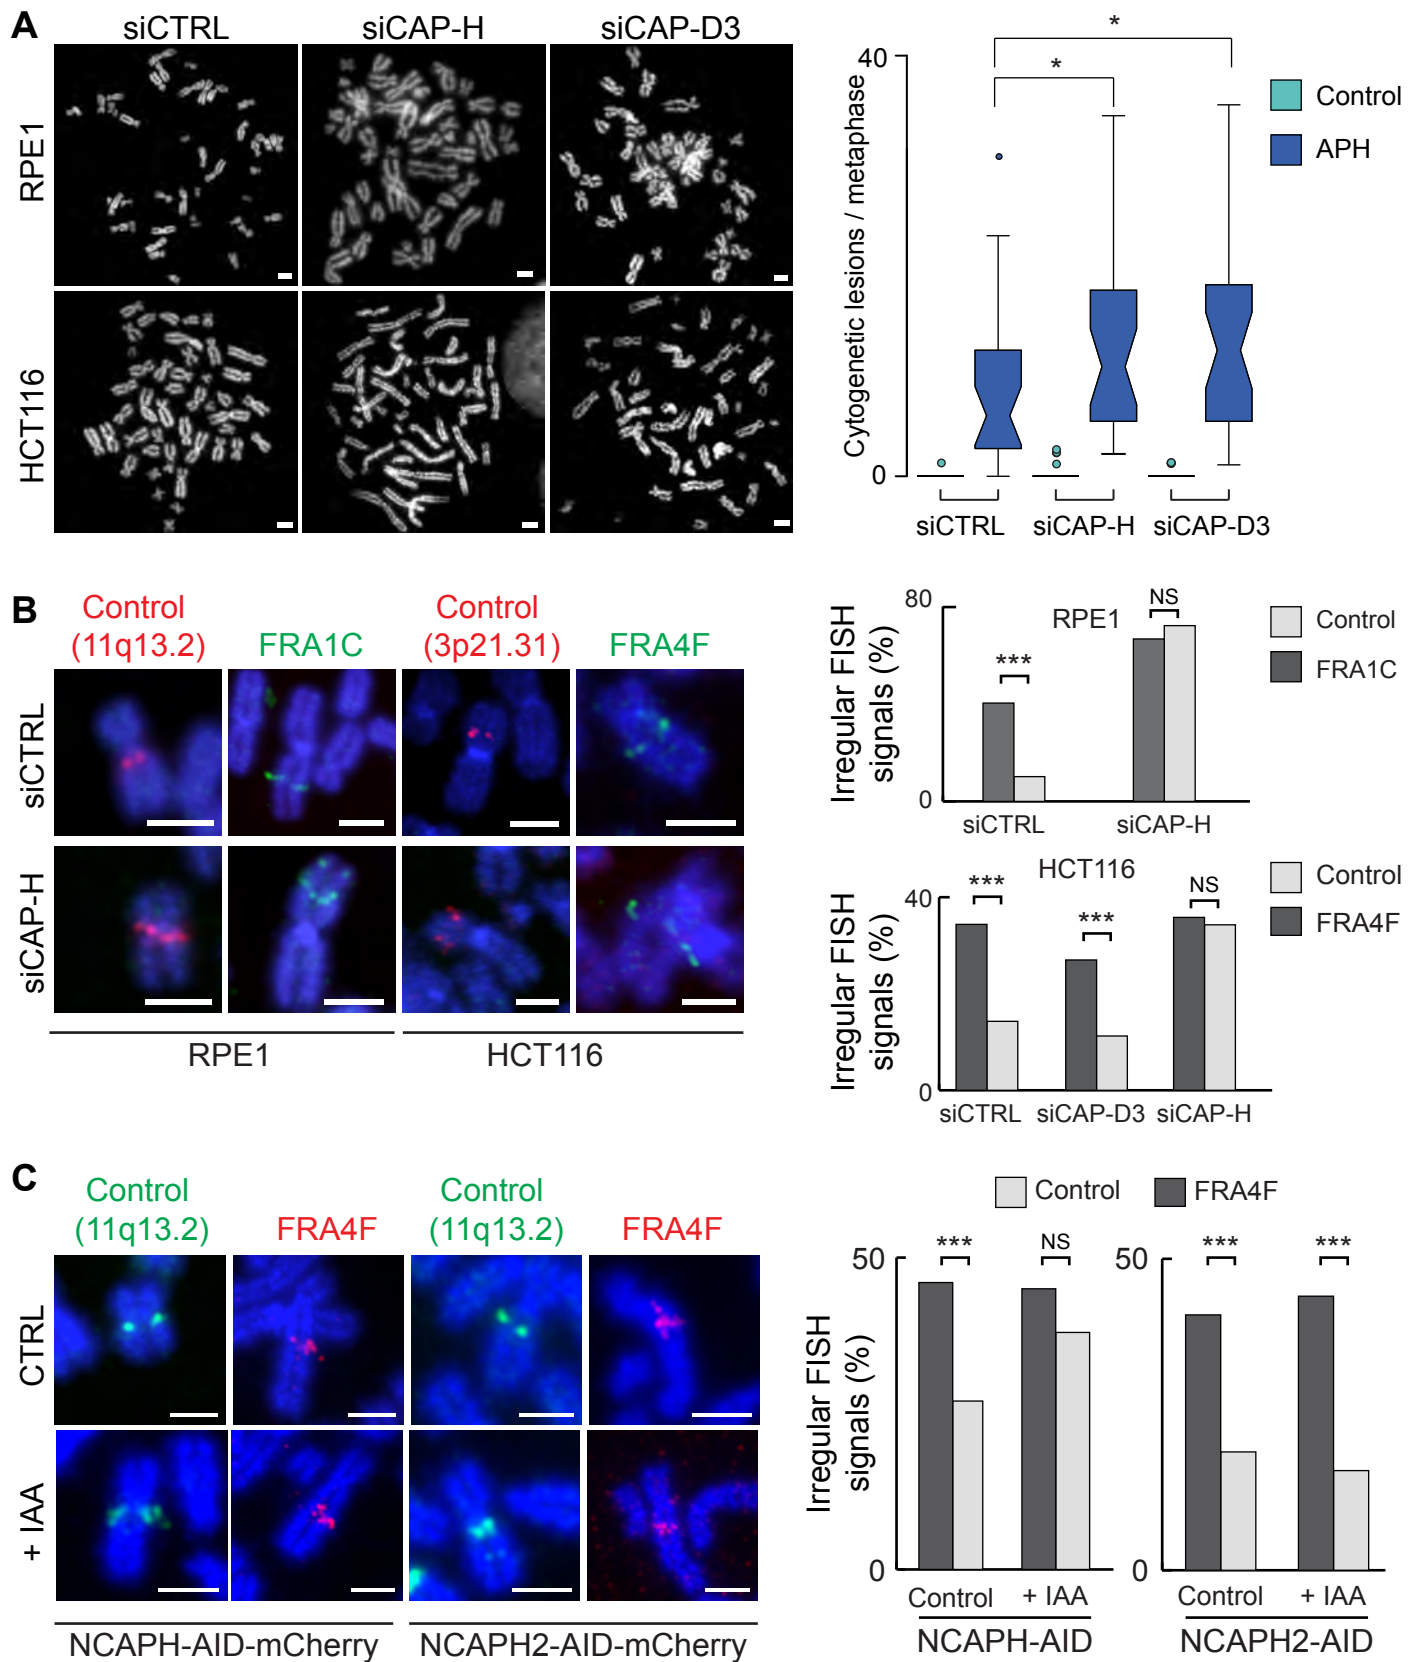 A
siCTRL
siCAP-H
siCAP-D3
RPE1
HCT116
Cytogenetic lesions / metaphase
40
0
*
*
Control
APH
siCTRL
siCAP-H
siCAP-D3
B
Control
(11q13.2)
FRA1C
Control
(3p21.31)
FRA4F
siCTRL
siCAP-H
RPE1
HCT116
Irregular FISH
signals (%)
80
0
RPE1
***
NS
Control
FRA1C
siCTRL
siCAP-H
Irregular FISH
signals (%)
40
0
HCT116
***
***
NS
Control
FRA4F
siCTRL
siCAP-D3
siCAP-H
C
Control
(11q13.2)
FRA4F
Control
(11q13.2)
FRA4F
CTRL
+ IAA
NCAPH-AID-mCherry
NCAPH2-AID-mCherry
Control
FRA4F
Irregular FISH
signals (%)
50
0
***
NS
Control
+ IAA
NCAPH-AID
50
0
***
***
Control
+ IAA
NCAPH2-AID